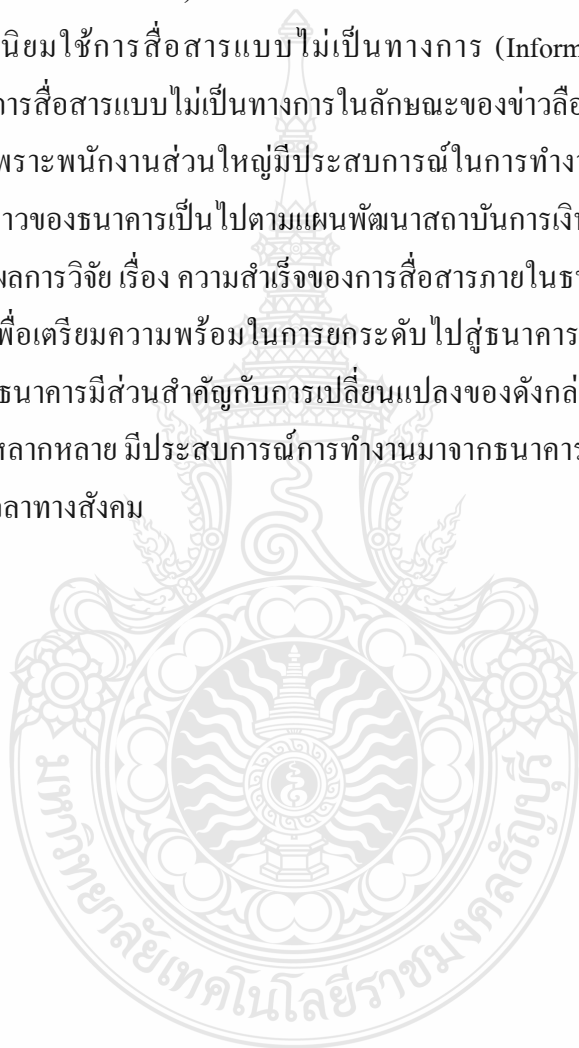 นิยมใช้การสื่อสารแบบไม่เป็นทางการ (Inform
การสื่อสารแบบไม่เป็นทางการในลักษณะของข่าวลือ
พราะพนักงานส่วนใหญ่มีประสบการณ์ในการทำงา
าวของธนาคารเป็นไปตามแผนพัฒนาสถาบันการเงิน
ผลการวิจัย เรื่อง ความสำเร็จของการสื่อสารภายในธน
พื่อเตรียมความพร้อมในการยกระดับไปสู่ธนาคาร
ธนาคารมีส่วนสำคัญกับการเปลี่ยนแปลงของดังกล่
หลากหลาย มีประสบการณ์การทำงานมาจากธนาคาร
วลาทางสังคม
มหาวิทยาลัยเทคโนโลยีราชมงคลธัญบุรี